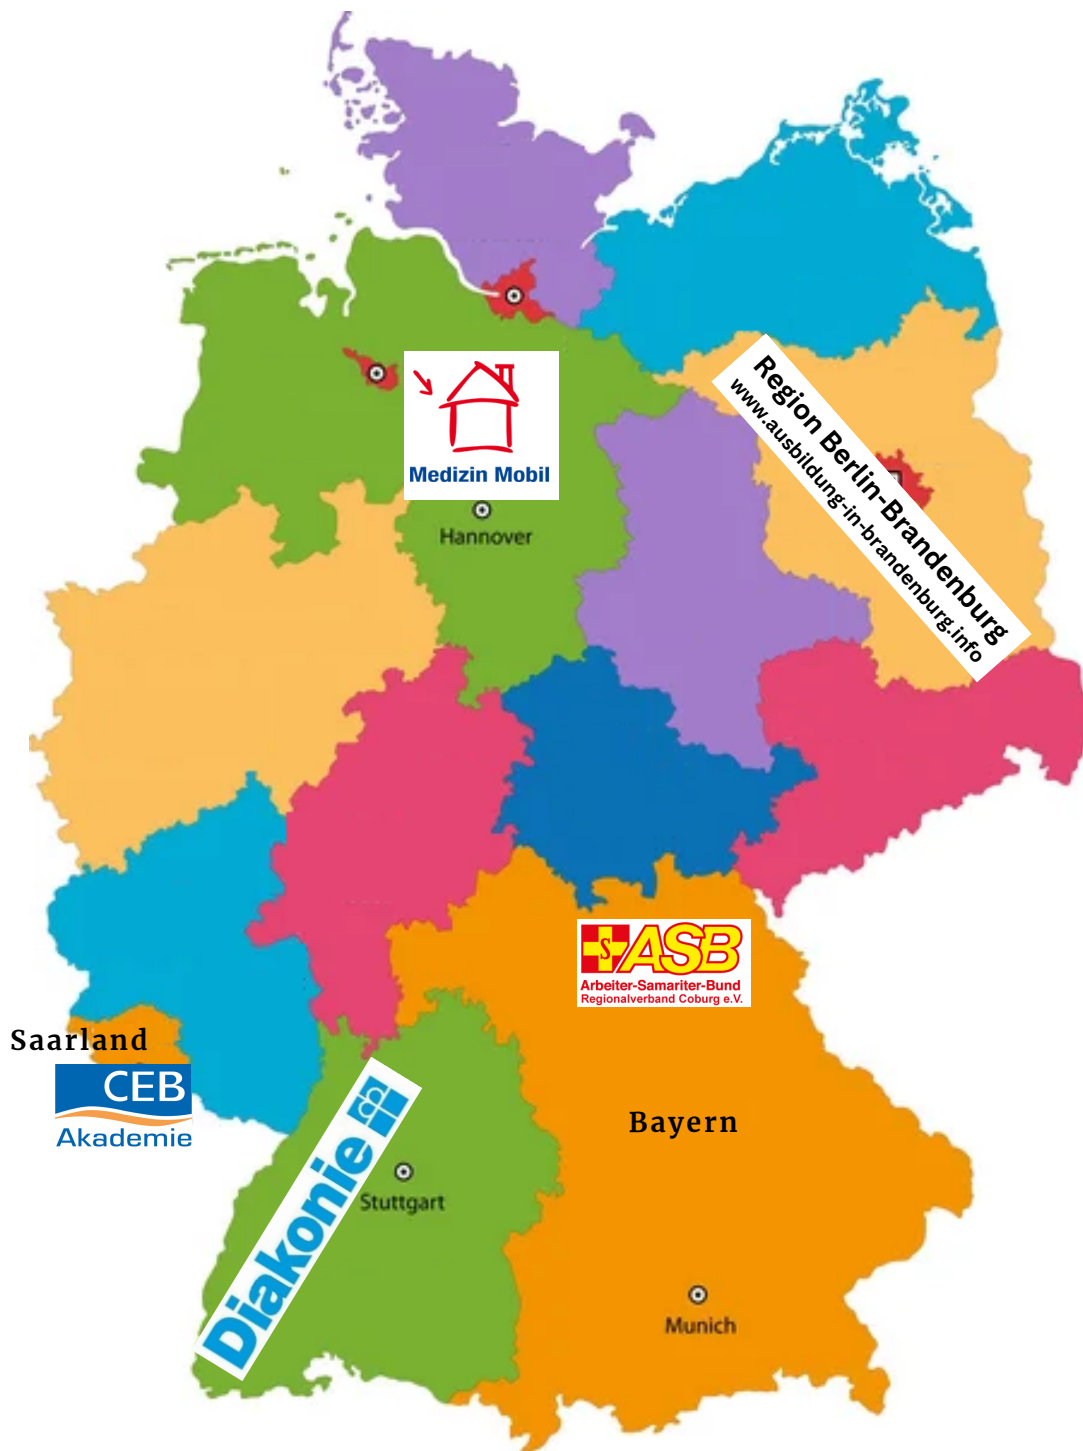 Medizin Mobil
Hannover
Region Berlin-Brandenburg
www.ausbildung-in-brandenburg.info
S ASB
Arbeiter-Samariter-Bund
Regionalverband Coburg e.V.
Saarland
CEB
Akademie
Bayern
Diakonie
Stuttgart
Munich